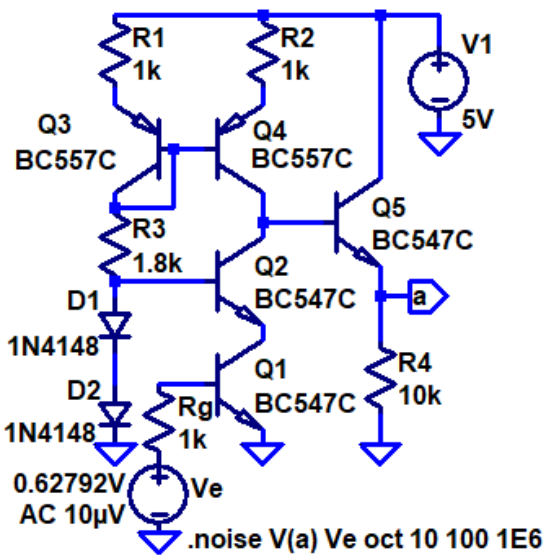 R1
1k
R2
1k
V1
5V
Q3
BC557C
Q4
BC557C
R3
1.8k
Q5
BC547C
a
D1
1N4148
Q2
BC547C
D2
1N4148
Rg
1k
Q1
BC547C
R4
10k
0.62792V
AC 10µV
Ve
.noise V(a) Ve oct 10 100 1E6